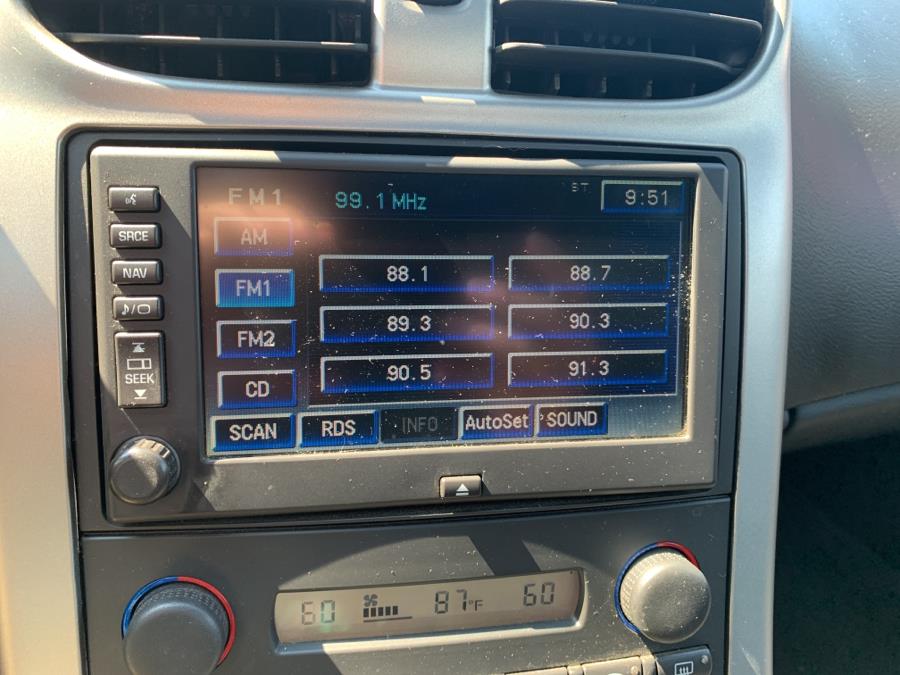 FM1 99.1 MHz ST 9:51
SRCE
AM
NAV
FM1 88.1 88.7
FM2 89.3 90.3
SEEK
CD 90.5 91.3
SCAN RDS INFO AutoSet SOUND
60 87°F 60